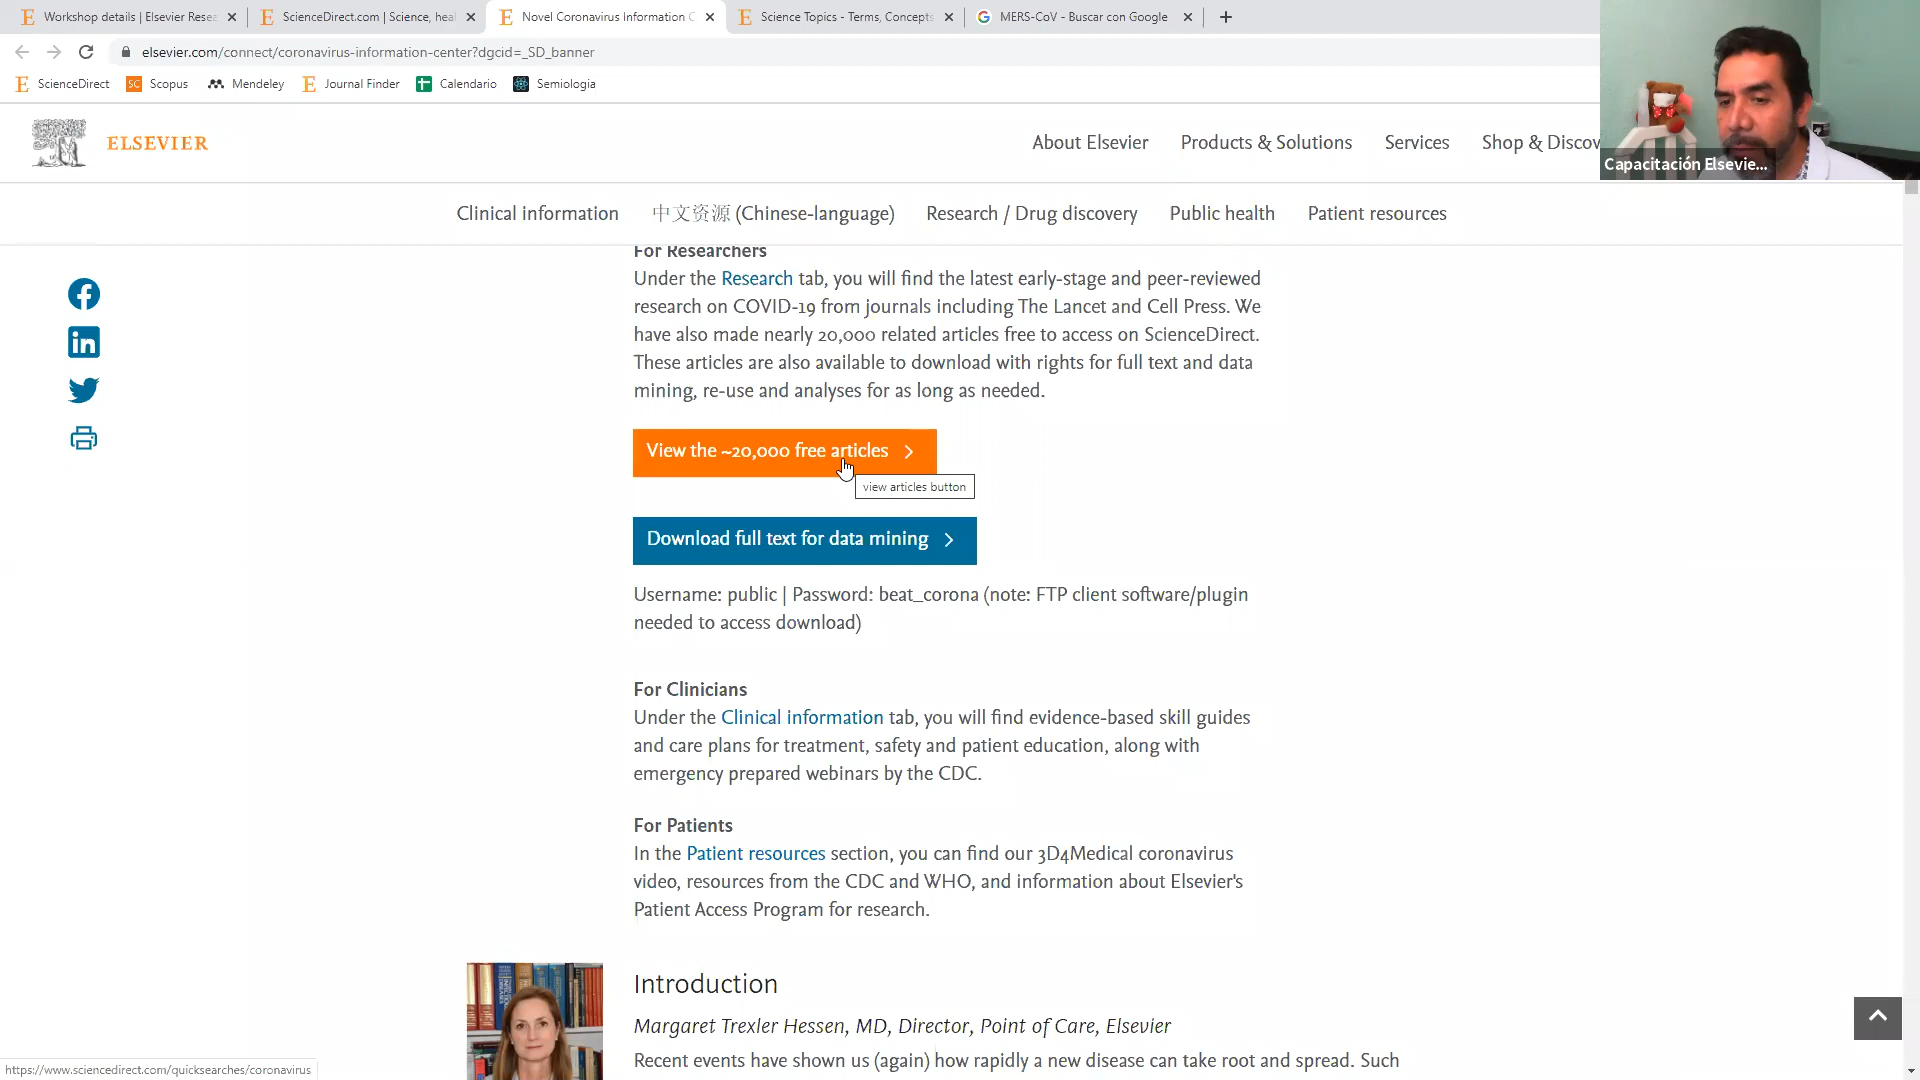 Workshop details | Elsevier Resea
ScienceDirect.com | Science, heal
Novel Coronavirus Information C
Science Topics - Terms, Concepts
MERS-CoV - Buscar con Google
elsevier.com/connect/coronavirus-information-center?dgcid=_SD_banner
ScienceDirect
Scopus
Mendeley
Journal Finder
Calendario
Semiologia
ELSEVIER
About Elsevier
Products & Solutions
Services
Shop & Discov
Capacitación Elsevie...
Clinical information
中文资源 (Chinese-language)
Research / Drug discovery
Public health
Patient resources
For Researchers
Under the Research tab, you will find the latest early-stage and peer-reviewed
research on COVID-19 from journals including The Lancet and Cell Press. We
have also made nearly 20,000 related articles free to access on ScienceDirect.
These articles are also available to download with rights for full text and data
mining, re-use and analyses for as long as needed.
View the ~20,000 free articles
view articles button
Download full text for data mining
Username: public | Password: beat_corona (note: FTP client software/plugin
needed to access download)
For Clinicians
Under the Clinical information tab, you will find evidence-based skill guides
and care plans for treatment, safety and patient education, along with
emergency prepared webinars by the CDC.
For Patients
In the Patient resources section, you can find our 3D4Medical coronavirus
video, resources from the CDC and WHO, and information about Elsevier's
Patient Access Program for research.
Introduction
Margaret Trexler Hessen, MD, Director, Point of Care, Elsevier
Recent events have shown us (again) how rapidly a new disease can take root and spread. Such
https://www.sciencedirect.com/quicksearches/coronavirus